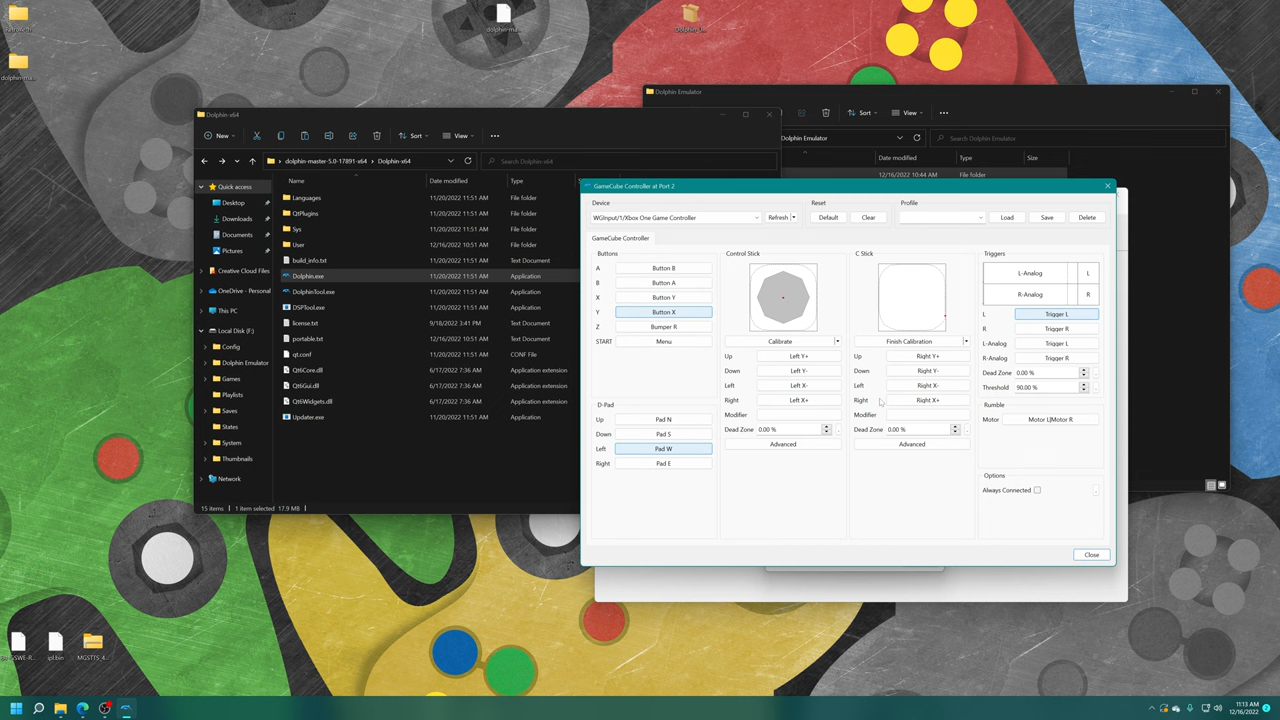 RetroArch
dolphin-ma...
dolphin-ma...
Dolphin-x64
New
Sort
View
dolphin-master-5.0-17891-x64 > Dolphin-x64
Search Dolphin-x64
Quick access
Desktop
Downloads
Documents
Pictures
Creative Cloud Files
OneDrive - Personal
This PC
Local Disk (F:)
Config
Dolphin Emulator
Games
Playlists
Saves
States
System
Thumbnails
Network
Name
Date modified
Type
Languages
11/20/2022 11:51 AM
File folder
QtPlugins
11/20/2022 11:51 AM
File folder
Sys
11/20/2022 11:51 AM
File folder
User
12/16/2022 10:51 AM
File folder
build_info.txt
11/20/2022 11:51 AM
Text Document
Dolphin.exe
11/20/2022 11:51 AM
Application
DolphinTool.exe
11/20/2022 11:51 AM
Application
DSPTool.exe
11/20/2022 11:51 AM
Application
license.txt
9/18/2022 3:41 PM
Text Document
portable.txt
12/16/2022 10:51 AM
Text Document
qt.conf
11/20/2022 11:51 AM
CONF File
Qt6Core.dll
6/17/2022 7:36 AM
Application extension
Qt6Gui.dll
6/17/2022 7:36 AM
Application extension
Qt6Widgets.dll
6/17/2022 7:36 AM
Application extension
Updater.exe
11/20/2022 11:51 AM
Application
15 items
1 item selected 17.9 MB
Dolphin Emulator
Sort
View
Dolphin Emulator
Search Dolphin Emulator
Date modified
Type
Size
12/16/2022 10:44 AM
File folder
GameCube Controller at Port 2
Device
WGInput/1/Xbox One Game Controller
Refresh
Reset
Default
Clear
Profile
Load
Save
Delete
GameCube Controller
Buttons
A
Button B
B
Button A
X
Button Y
Y
Button X
Z
Bumper R
START
Menu
D-Pad
Up
Pad N
Down
Pad S
Left
Pad W
Right
Pad E
Control Stick
Calibrate
Up
Left Y+
Down
Left Y-
Left
Left X-
Right
Left X+
Modifier
Dead Zone
0.00 %
Advanced
C Stick
Finish Calibration
Up
Right Y+
Down
Right Y-
Left
Right X-
Right
Right X+
Modifier
Dead Zone
0.00 %
Advanced
Triggers
L-Analog
L
R-Analog
R
L
Trigger L
R
Trigger R
L-Analog
Trigger L
R-Analog
Trigger R
Dead Zone
0.00 %
Threshold
90.00 %
Rumble
Motor
Motor L|Motor R
Options
Always Connected
Close
ipl.bin
MGSTTS_4...
11:13 AM
12/16/2022
2